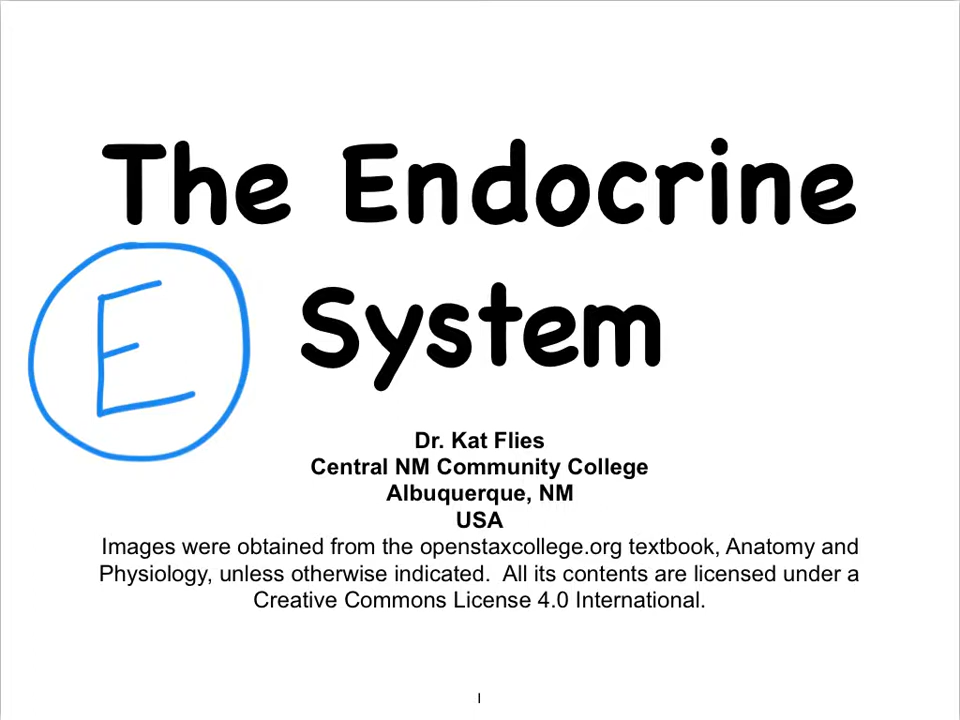 The Endocrine
System
E
Dr. Kat Flies
Central NM Community College
Albuquerque, NM
USA
Images were obtained from the openstaxcollege.org textbook, Anatomy and
Physiology, unless otherwise indicated.  All its contents are licensed under a
Creative Commons License 4.0 International.
1